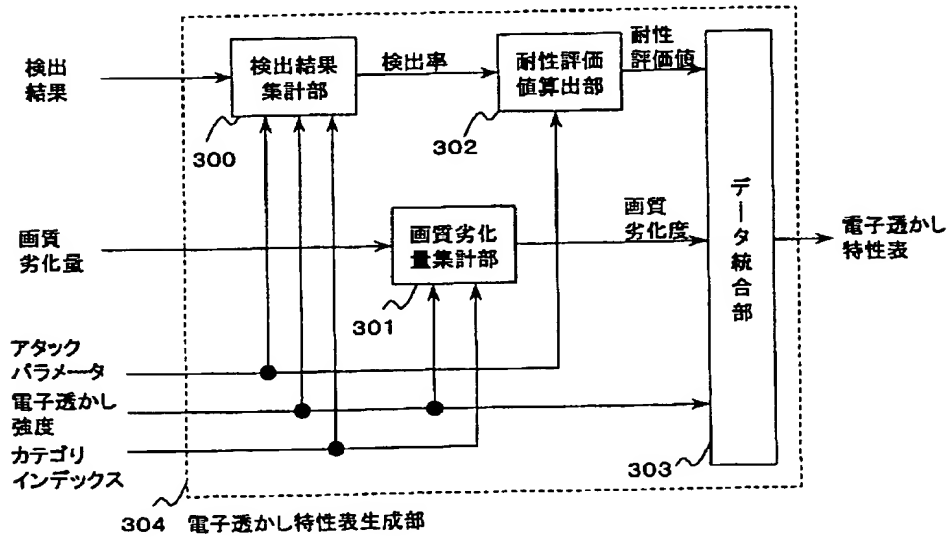 検出
結果
検出結果
集計部
300
検出率
耐性評価
値算出部
302
耐性
評価値
画質
劣化量
画質劣化
量集計部
301
画質
劣化度
データ統合部
303
電子透かし
特性表
アタック
パラメータ
電子透かし
強度
カテゴリ
インデックス
304 電子透かし特性表生成部